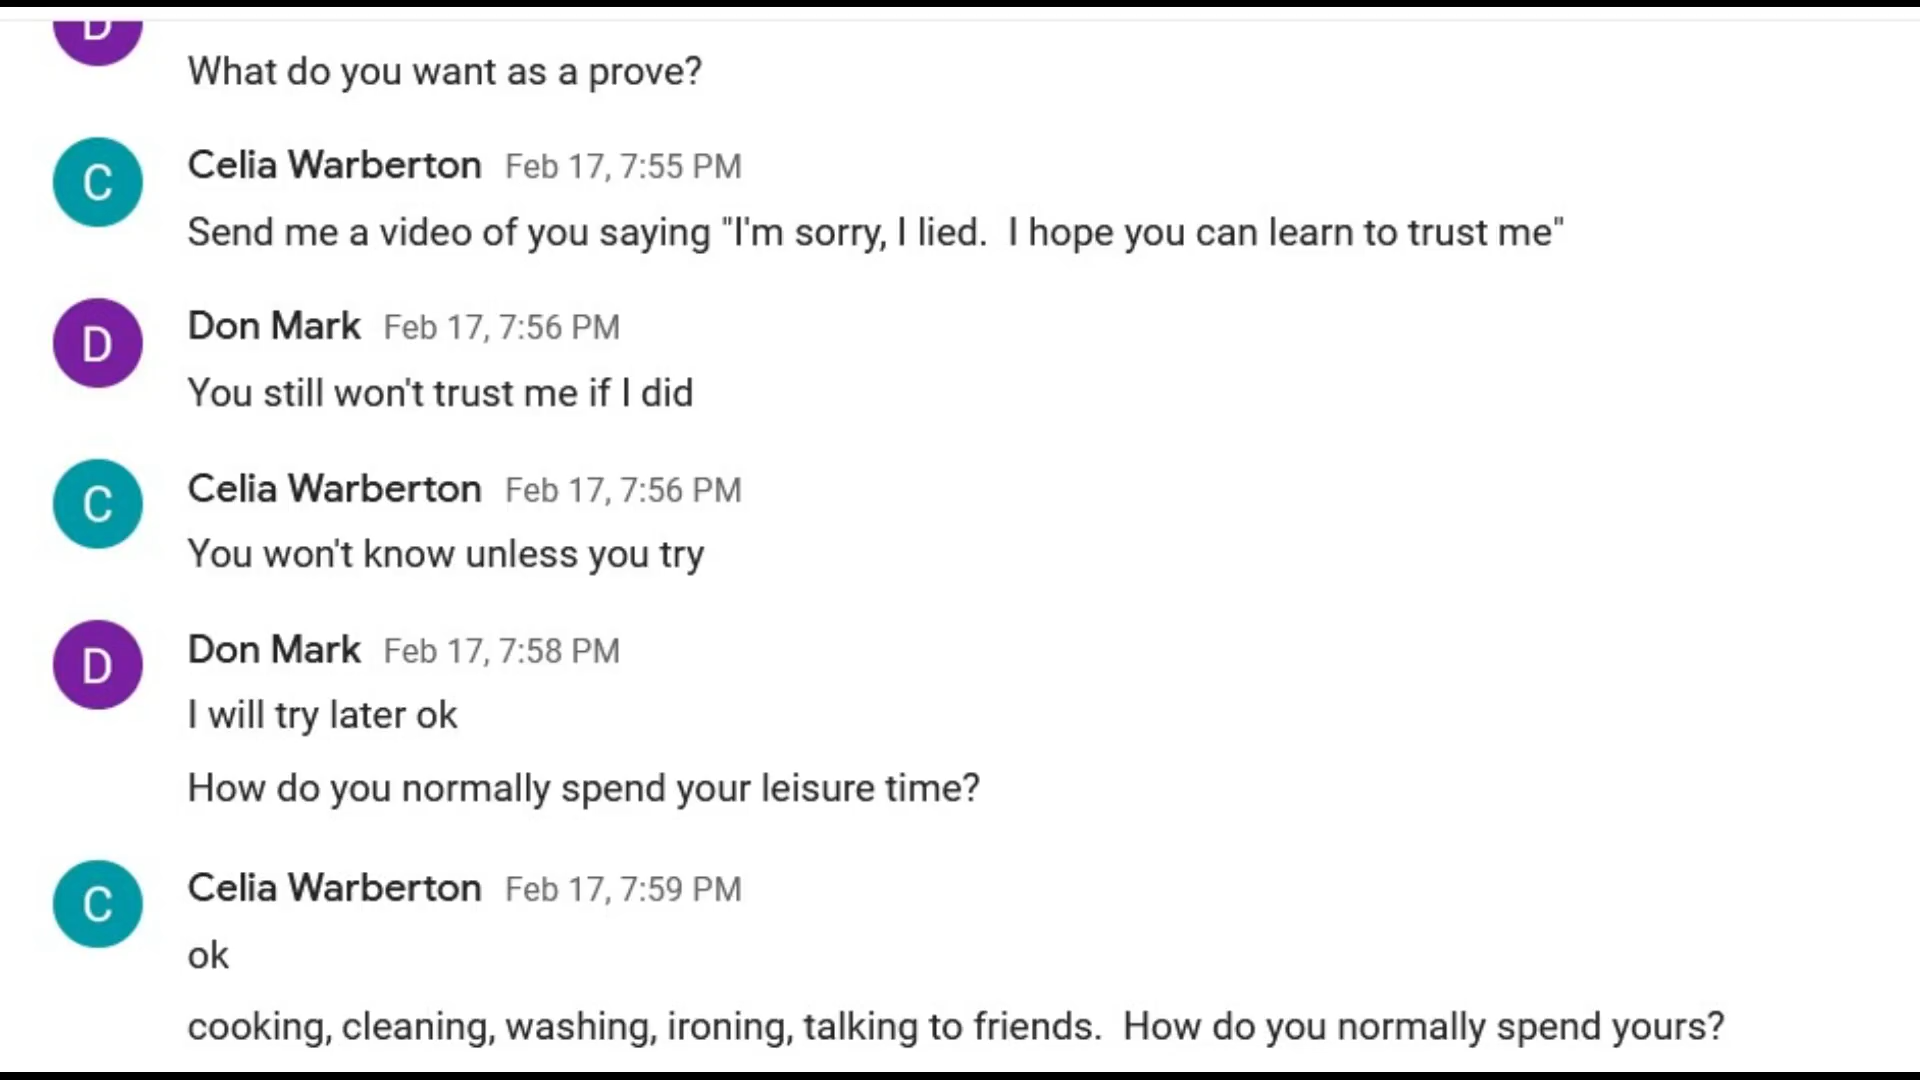 D
What do you want as a prove?
C
Celia Warberton Feb 17, 7:55 PM
Send me a video of you saying "I'm sorry, I lied.  I hope you can learn to trust me"
D
Don Mark Feb 17, 7:56 PM
You still won't trust me if I did
C
Celia Warberton Feb 17, 7:56 PM
You won't know unless you try
D
Don Mark Feb 17, 7:58 PM
I will try later ok
How do you normally spend your leisure time?
C
Celia Warberton Feb 17, 7:59 PM
ok
cooking, cleaning, washing, ironing, talking to friends.  How do you normally spend yours?